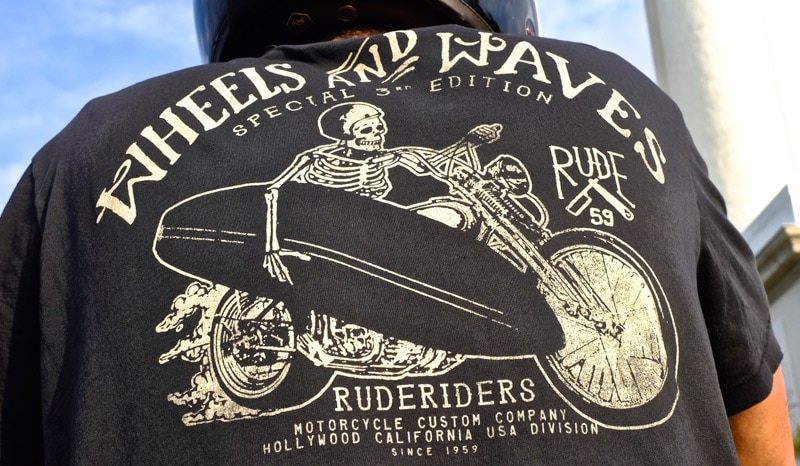 WHEELS AND WAVES
SPECIAL 3RD EDITION
RUDE
59
RUDERIDERS
MOTORCYCLE CUSTOM COMPANY
HOLLYWOOD CALIFORNIA USA DIVISION
SINCE 1959